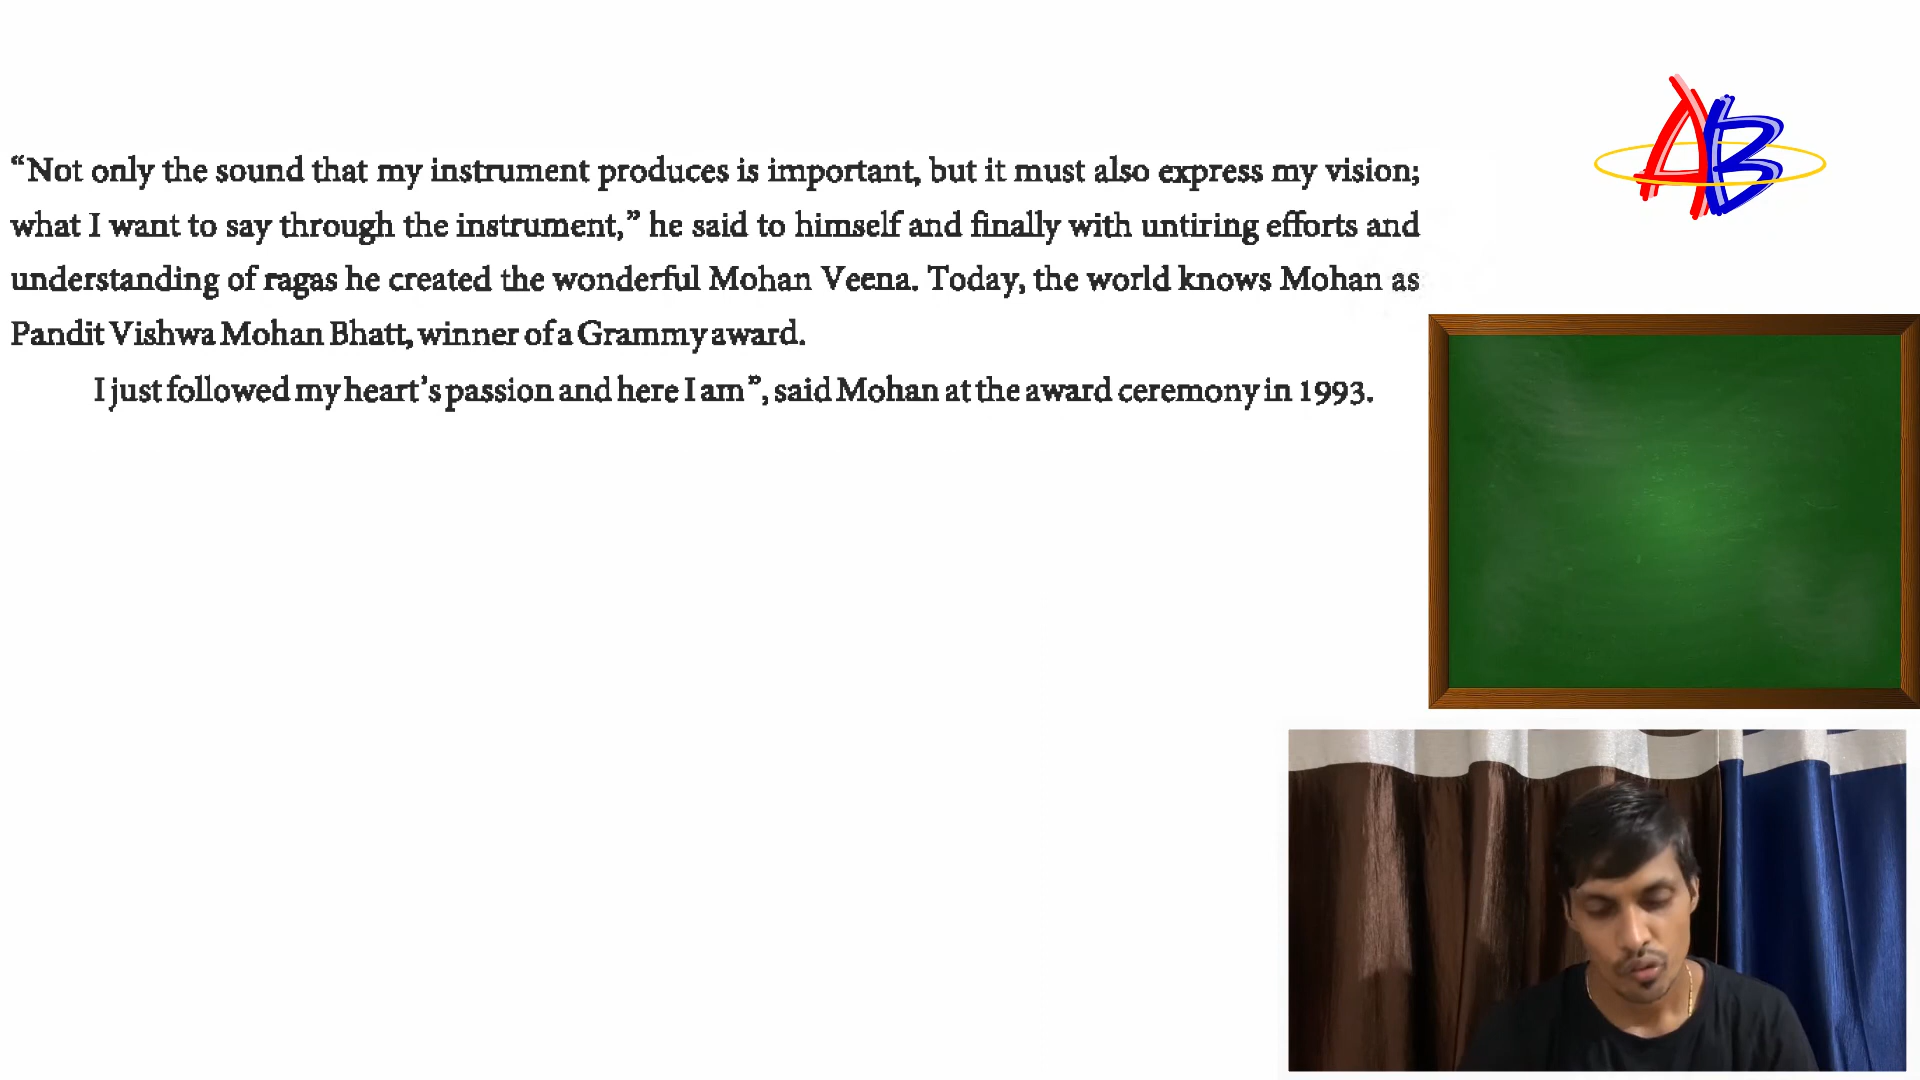 “Not only the sound that my instrument produces is important, but it must also express my vision;
what I want to say through the instrument,” he said to himself and finally with untiring efforts and
understanding of ragas he created the wonderful Mohan Veena. Today, the world knows Mohan as
Pandit Vishwa Mohan Bhatt, winner of a Grammy award.
I just followed my heart’s passion and here I am”, said Mohan at the award ceremony in 1993.
AB